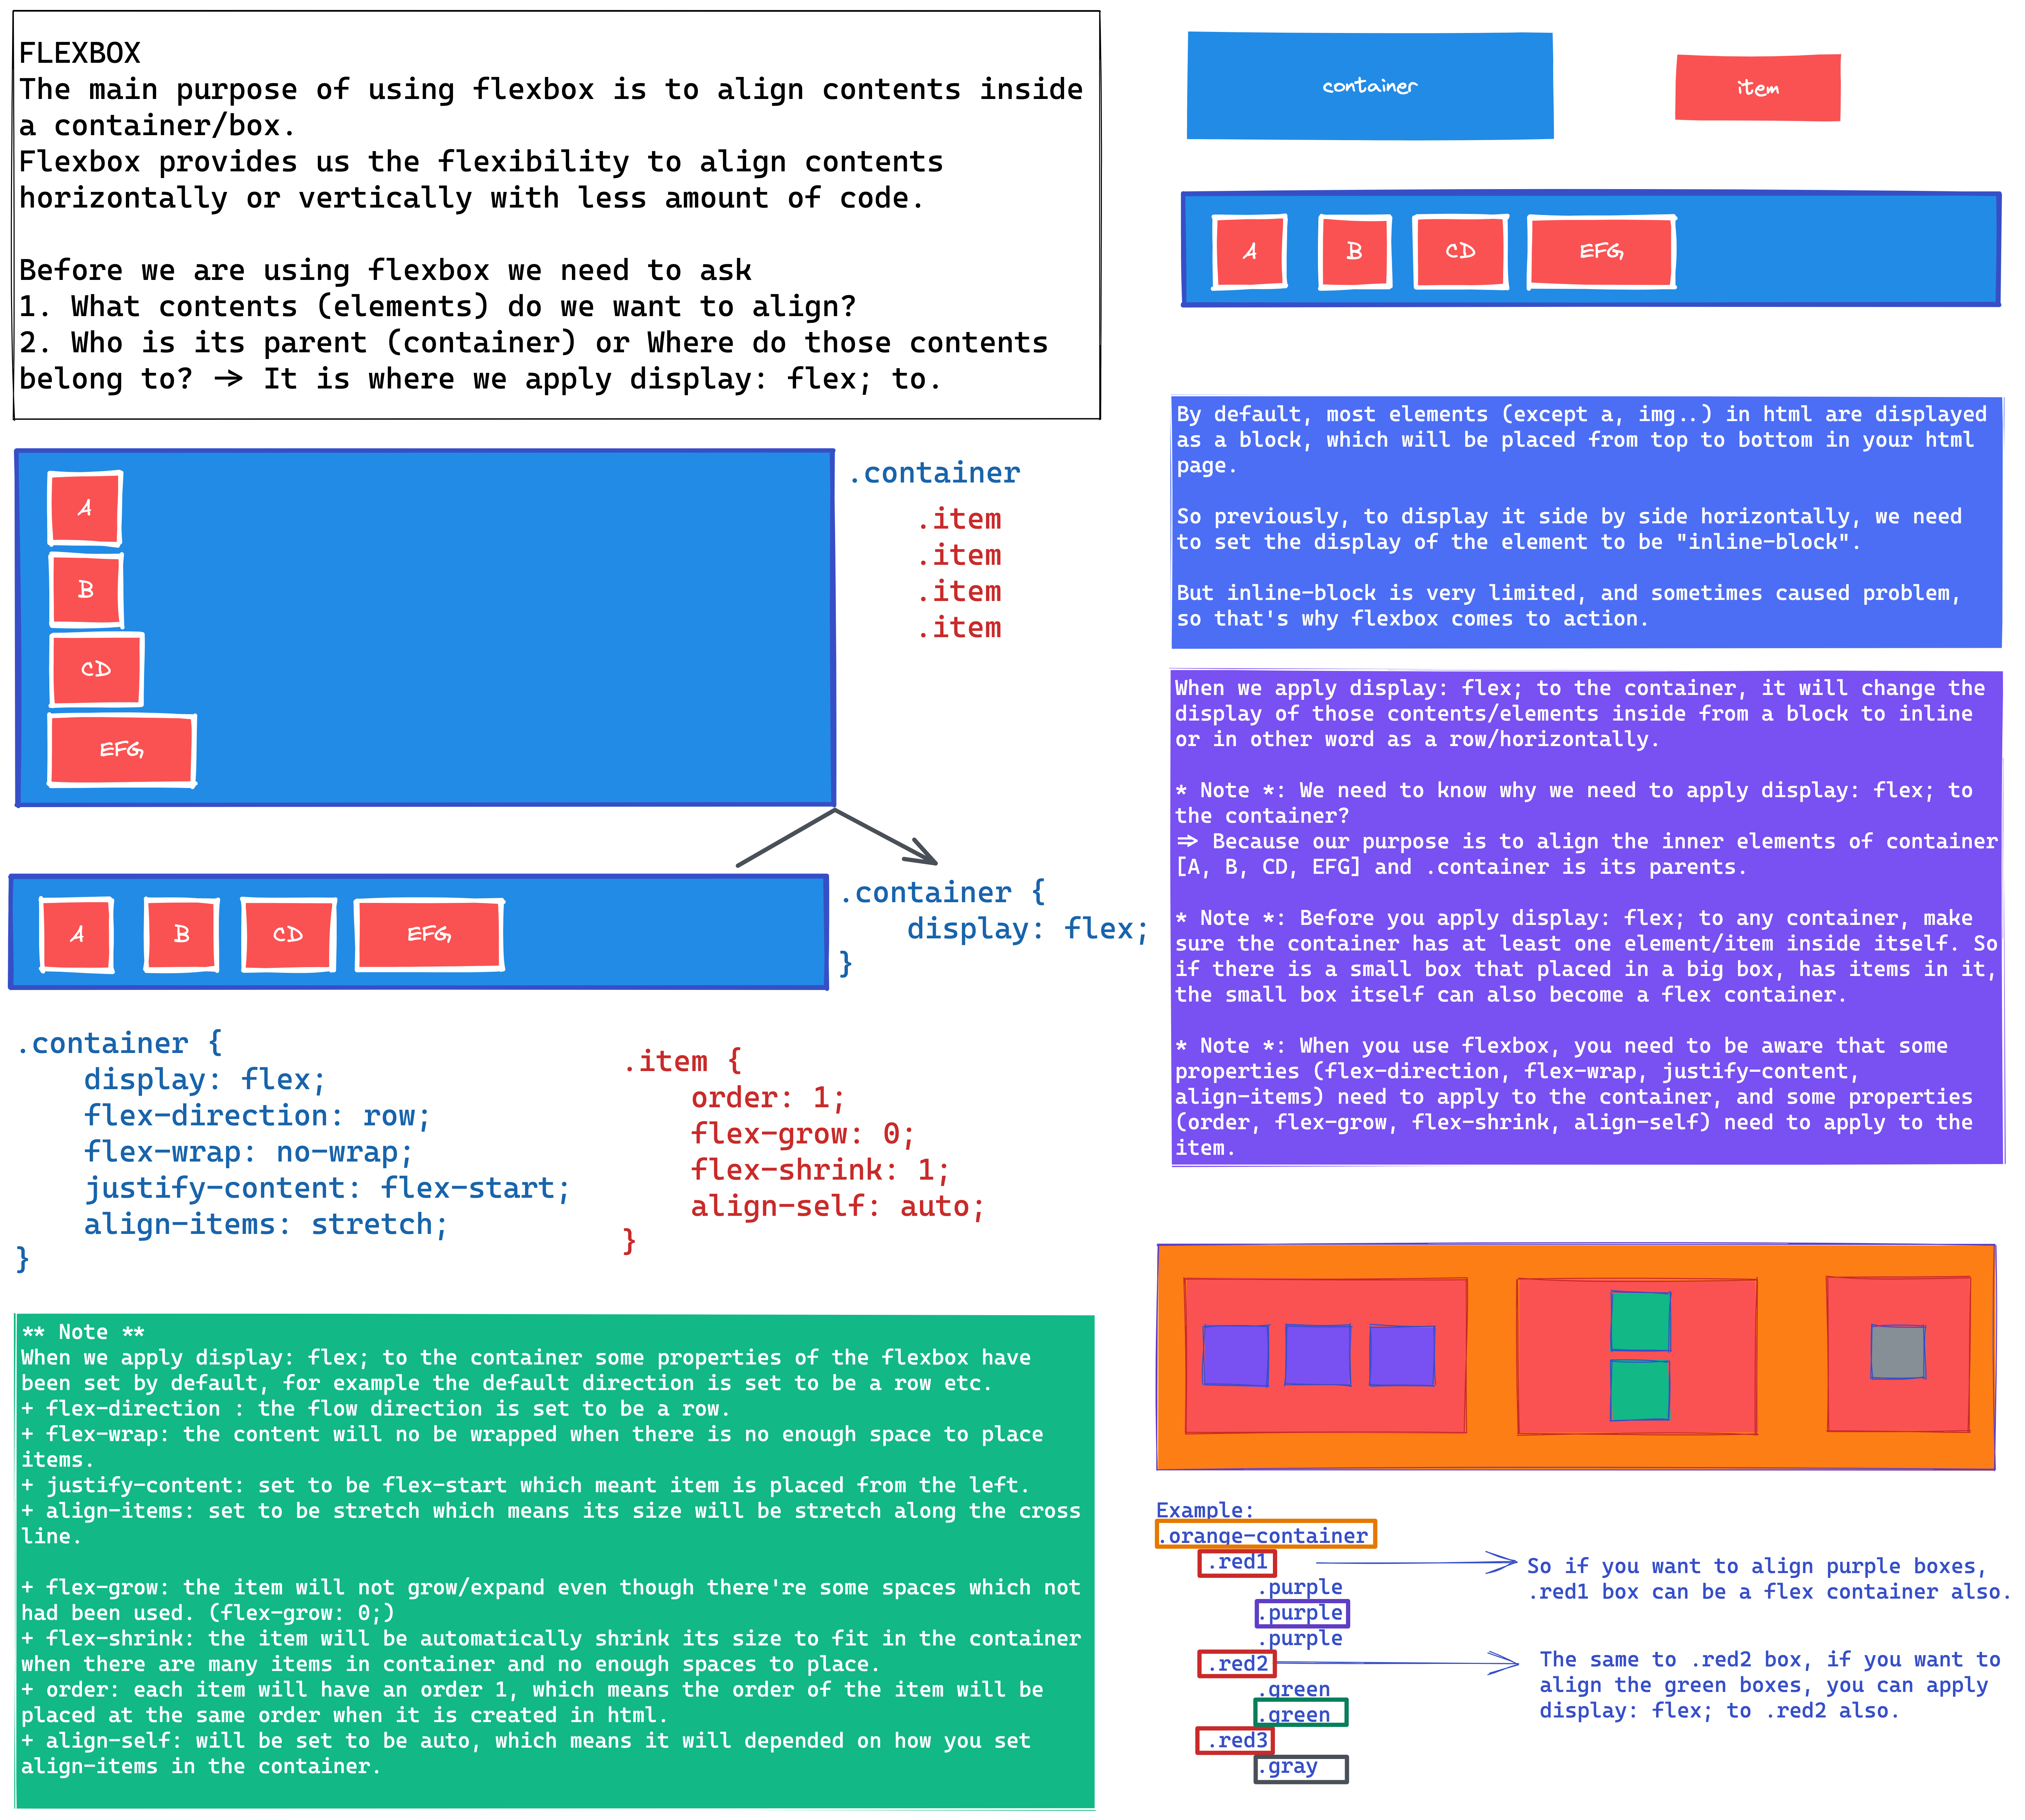 FLEXBOX
The main purpose of using flexbox is to align contents inside
a container/box.
Flexbox provides us the flexibility to align contents
horizontally or vertically with less amount of code.
Before we are using flexbox we need to ask
1. What contents (elements) do we want to align?
2. Who is its parent (container) or Where do those contents
belong to? → It is where we apply display: flex; to.
container
item
A
B
CD
EFG
A
B
CD
EFG
.container
.item
.item
.item
.item
By default, most elements (except a, img..) in html are displayed
as a block, which will be placed from top to bottom in your html
page.
So previously, to display it side by side horizontally, we need
to set the display of the element to be "inline-block".
But inline-block is very limited, and sometimes caused problem,
so that's why flexbox comes to action.
A
B
CD
EFG
.container {
display: flex;
}
When we apply display: flex; to the container, it will change the
display of those contents/elements inside from a block to inline
or in other word as a row/horizontally.
* Note *: We need to know why we need to apply display: flex; to
the container?
⇒ Because our purpose is to align the inner elements of container
[A, B, CD, EFG] and .container is its parents.
* Note *: Before you apply display: flex; to any container, make
sure the container has at least one element/item inside itself. So
if there is a small box that placed in a big box, has items in it,
the small box itself can also become a flex container.
* Note *: When you use flexbox, you need to be aware that some
properties (flex-direction, flex-wrap, justify-content,
align-items) need to apply to the container, and some properties
(order, flex-grow, flex-shrink, align-self) need to apply to the
item.
.container {
display: flex;
flex-direction: row;
flex-wrap: no-wrap;
justify-content: flex-start;
align-items: stretch;
}
.item {
order: 1;
flex-grow: 0;
flex-shrink: 1;
align-self: auto;
}
** Note **
When we apply display: flex; to the container some properties of the flexbox have
been set by default, for example the default direction is set to be a row etc.
+ flex-direction : the flow direction is set to be a row.
+ flex-wrap: the content will no be wrapped when there is no enough space to place
items.
+ justify-content: set to be flex-start which meant item is placed from the left.
+ align-items: set to be stretch which means its size will be stretch along the cross
line.
+ flex-grow: the item will not grow/expand even though there're some spaces which not
had been used. (flex-grow: 0;)
+ flex-shrink: the item will be automatically shrink its size to fit in the container
when there are many items in container and no enough spaces to place.
+ order: each item will have an order 1, which means the order of the item will be
placed at the same order when it is created in html.
+ align-self: will be set to be auto, which means it will depended on how you set
align-items in the container.
Example:
.orange-container
.red1
.purple
.purple
.purple
.red2
.green
.green
.red3
.gray
So if you want to align purple boxes,
.red1 box can be a flex container also.
The same to .red2 box, if you want to
align the green boxes, you can apply
display: flex; to .red2 also.